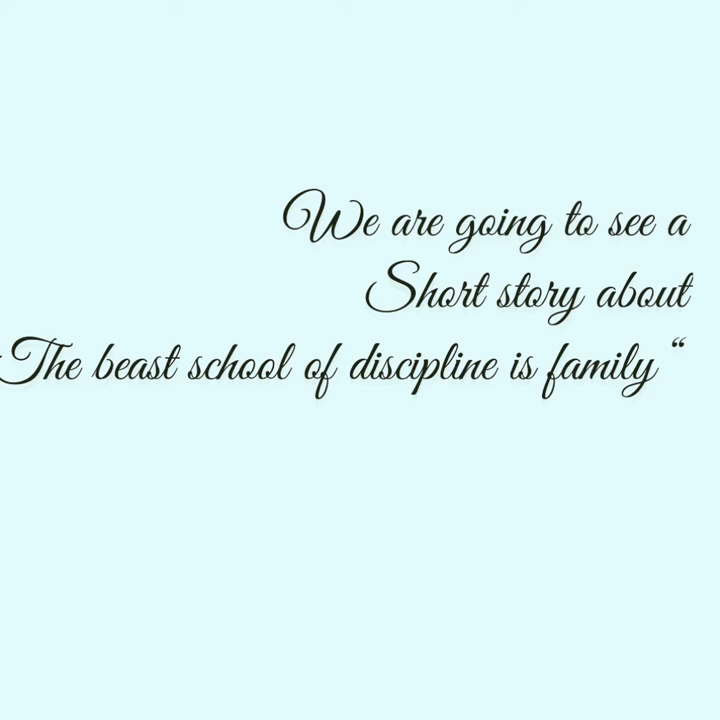 We are going to see a
Short story about
The beast school of discipline is family “